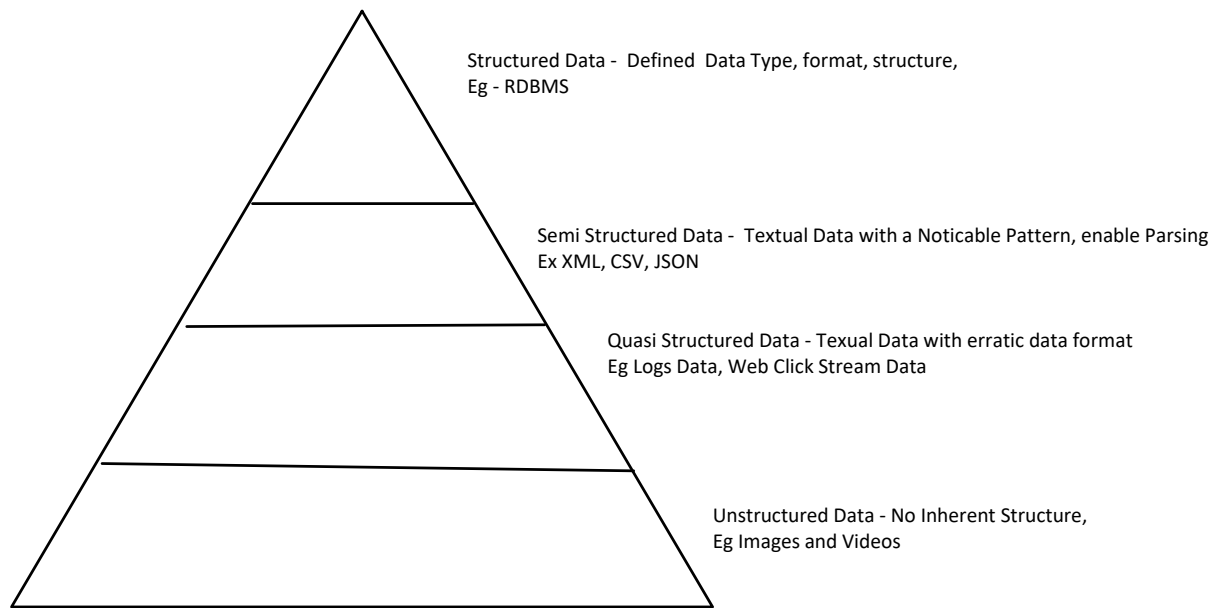 Structured Data -  Defined  Data Type, format, structure,
Eg - RDBMS
Semi Structured Data -  Textual Data with a Noticable Pattern, enable Parsing
Ex XML, CSV, JSON
Quasi Structured Data - Texual Data with erratic data format
Eg Logs Data, Web Click Stream Data
Unstructured Data - No Inherent Structure,
Eg Images and Videos